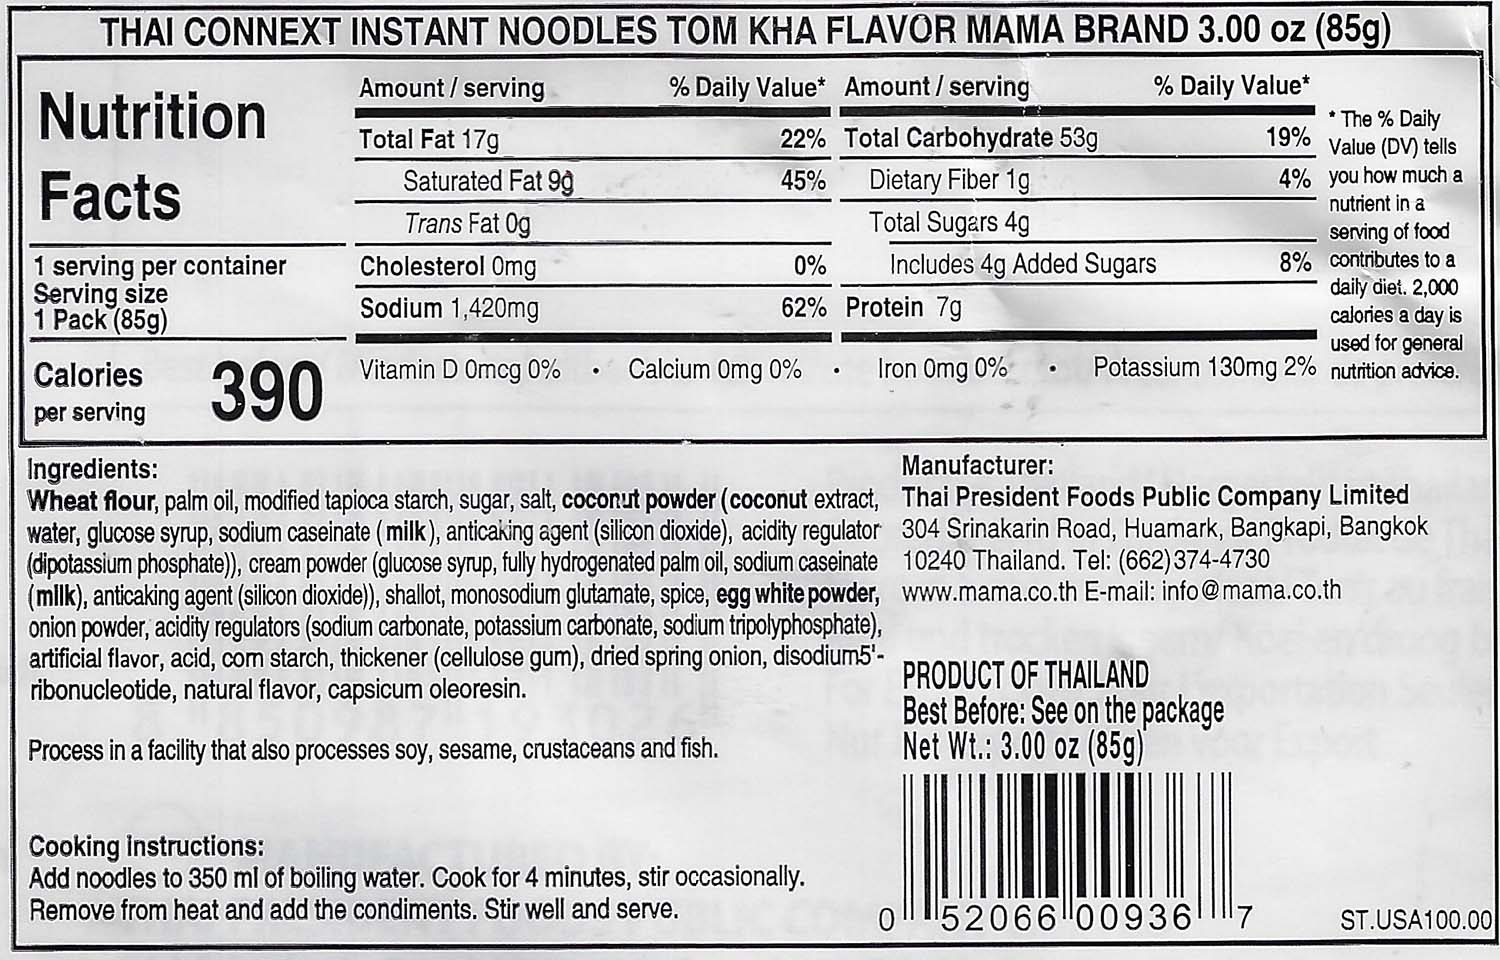 THAI CONNEXT INSTANT NOODLES TOM KHA FLAVOR MAMA BRAND 3.00 oz (85g)
Nutrition
Facts
1 serving per container
Serving size
1 Pack (85g)
Calories
per serving
390
Amount / serving % Daily Value*
Total Fat 17g 22%
Saturated Fat 9g 45%
Trans Fat 0g
Cholesterol 0mg 0%
Sodium 1,420mg 62%
Amount / serving % Daily Value*
Total Carbohydrate 53g 19%
Dietary Fiber 1g 4%
Total Sugars 4g
Includes 4g Added Sugars 8%
Protein 7g
Vitamin D 0mcg 0% • Calcium 0mg 0% • Iron 0mg 0% • Potassium 130mg 2%
* The % Daily
Value (DV) tells
you how much a
nutrient in a
serving of food
contributes to a
daily diet. 2,000
calories a day is
used for general
nutrition advice.
Ingredients:
Wheat flour, palm oil, modified tapioca starch, sugar, salt, coconut powder (coconut extract,
water, glucose syrup, sodium caseinate (milk), anticaking agent (silicon dioxide), acidity regulator
(dipotassium phosphate)), cream powder (glucose syrup, fully hydrogenated palm oil, sodium caseinate
(milk), anticaking agent (silicon dioxide)), shallot, monosodium glutamate, spice, egg white powder,
onion powder, acidity regulators (sodium carbonate, potassium carbonate, sodium tripolyphosphate),
artificial flavor, acid, corn starch, thickener (cellulose gum), dried spring onion, disodium5'-
ribonucleotide, natural flavor, capsicum oleoresin.
Process in a facility that also processes soy, sesame, crustaceans and fish.
Cooking Instructions:
Add noodles to 350 ml of boiling water. Cook for 4 minutes, stir occasionally.
Remove from heat and add the condiments. Stir well and serve.
Manufacturer:
Thai President Foods Public Company Limited
304 Srinakarin Road, Huamark, Bangkapi, Bangkok
10240 Thailand. Tel: (662)374-4730
www.mama.co.th E-mail: info@mama.co.th
PRODUCT OF THAILAND
Best Before: See on the package
Net Wt.: 3.00 oz (85g)
0 52066 00936 7
ST.USA100.00